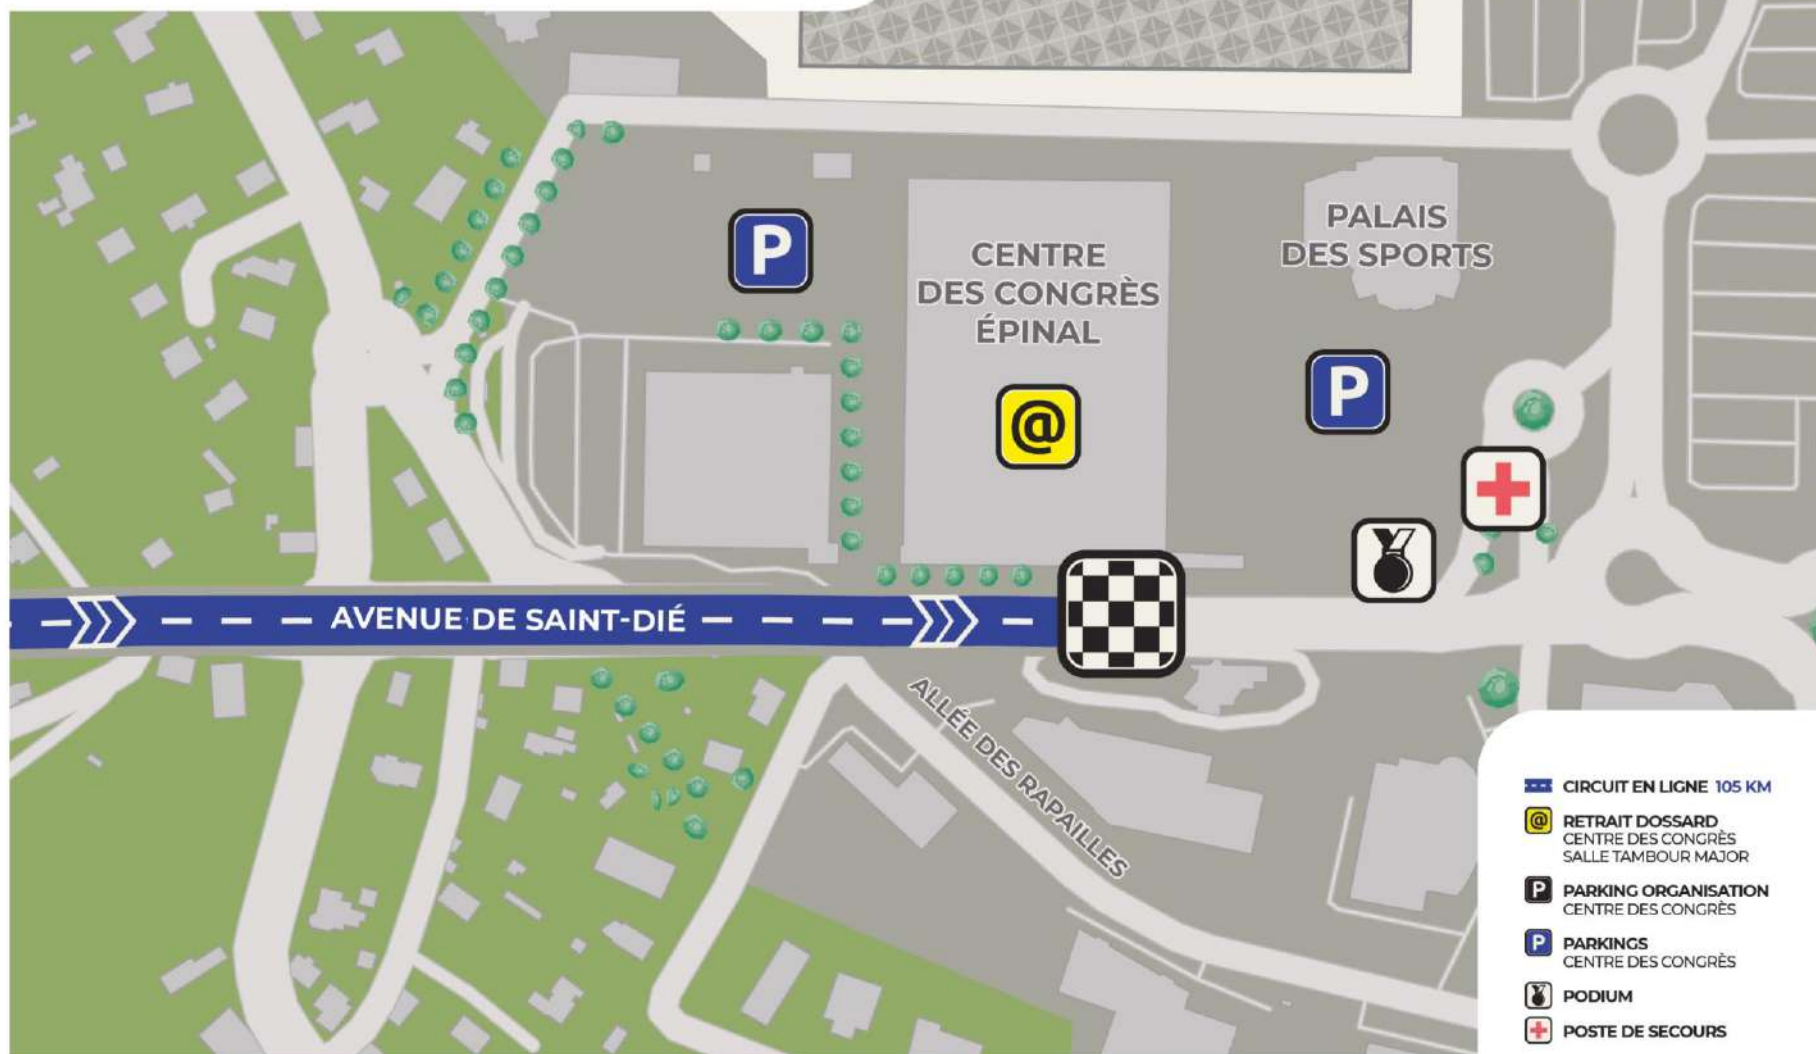 P
CENTRE
DES CONGRÈS
ÉPINAL
@
PALAIS
DES SPORTS
P
AVENUE DE SAINT-DIÉ
ALLÉE DES RAPAILLES
CIRCUIT EN LIGNE 105 KM
@ RETRAIT DOSSARD
CENTRE DES CONGRÈS
SALLE TAMBOUR MAJOR
P PARKING ORGANISATION
CENTRE DES CONGRÈS
P PARKINGS
CENTRE DES CONGRÈS
PODIUM
POSTE DE SECOURS